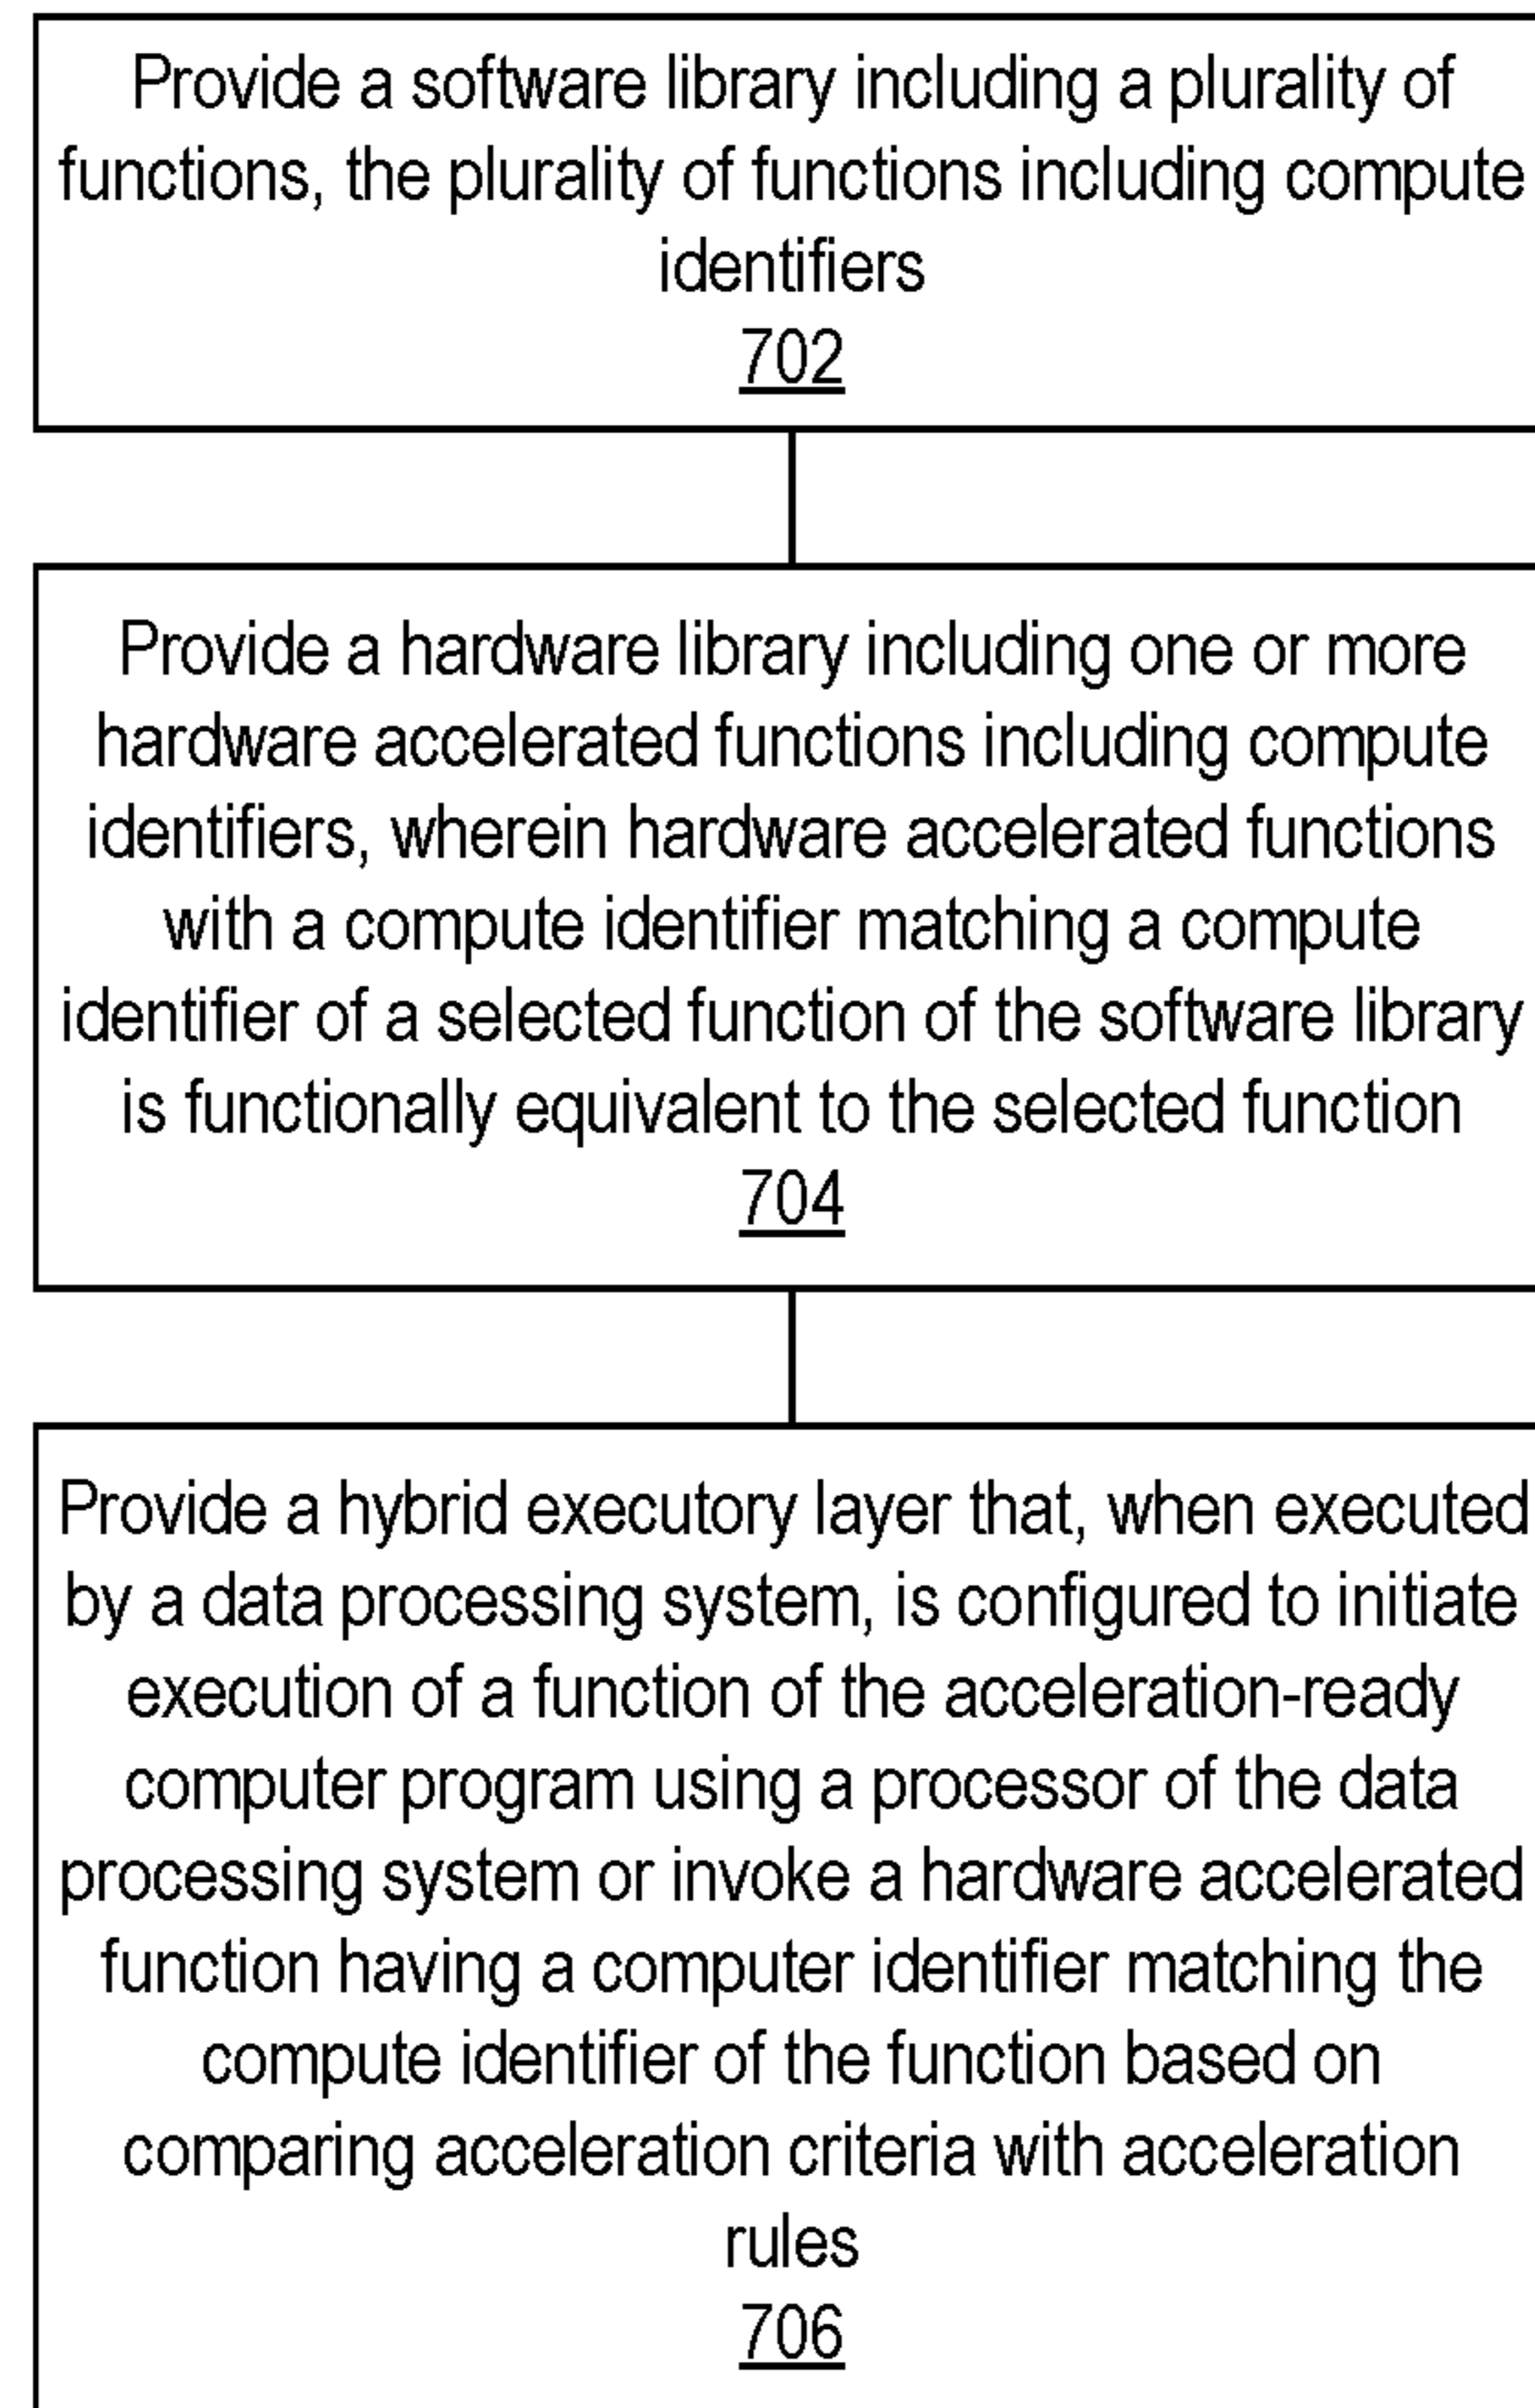 Provide a software library including a plurality of
functions, the plurality of functions including compute
identifiers
702
Provide a hardware library including one or more
hardware accelerated functions including compute
identifiers, wherein hardware accelerated functions
with a compute identifier matching a compute
identifier of a selected function of the software library
is functionally equivalent to the selected function
704
Provide a hybrid executory layer that, when executed
by a data processing system, is configured to initiate
execution of a function of the acceleration-ready
computer program using a processor of the data
processing system or invoke a hardware accelerated
function having a computer identifier matching the
compute identifier of the function based on
comparing acceleration criteria with acceleration
rules
706